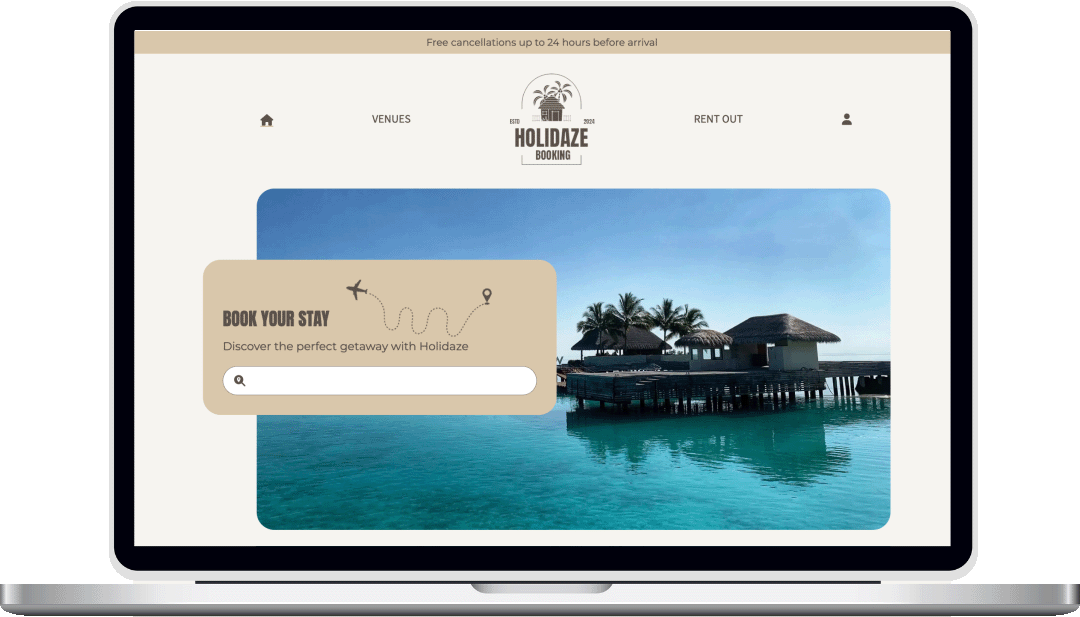 Free cancellations up to 24 hours before arrival
VENUES
ESTD
2024
HOLIDAZE
BOOKING
RENT OUT
BOOK YOUR STAY
Discover the perfect getaway with Holidaze